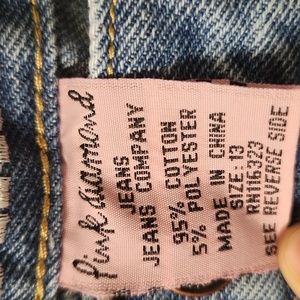 Pink diamond
JEANS
JEANS COMPANY
95% COTTON
5% POLYESTER
MADE IN CHINA
SIZE: 13
RN116323
SEE REVERSE SIDE